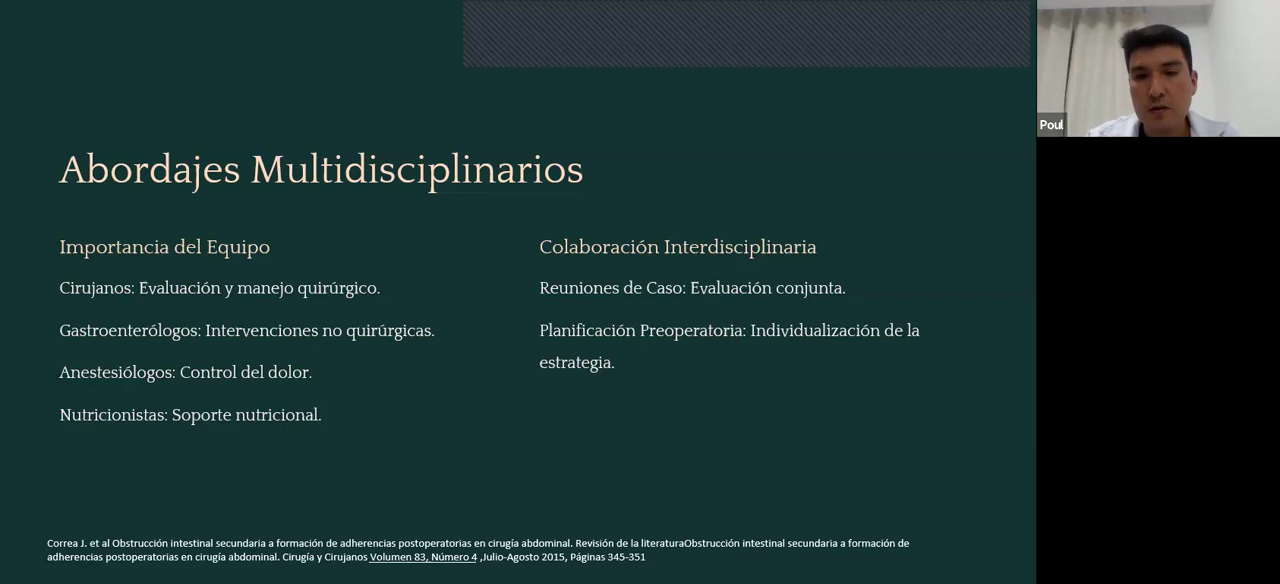 Abordajes Multidisciplinarios
Importancia del Equipo
Cirujanos: Evaluación y manejo quirúrgico.
Gastroenterólogos: Intervenciones no quirúrgicas.
Anestesiólogos: Control del dolor.
Nutricionistas: Soporte nutricional.
Colaboración Interdisciplinaria
Reuniones de Caso: Evaluación conjunta.
Planificación Preoperatoria: Individualización de la
estrategia.
Correa J. et al Obstrucción intestinal secundaria a formación de adherencias postoperatorias en cirugía abdominal. Revisión de la literaturaObstrucción intestinal secundaria a formación de
adherencias postoperatorias en cirugía abdominal. Cirugía y Cirujanos Volumen 83, Número 4 ,Julio-Agosto 2015, Páginas 345-351
Poul